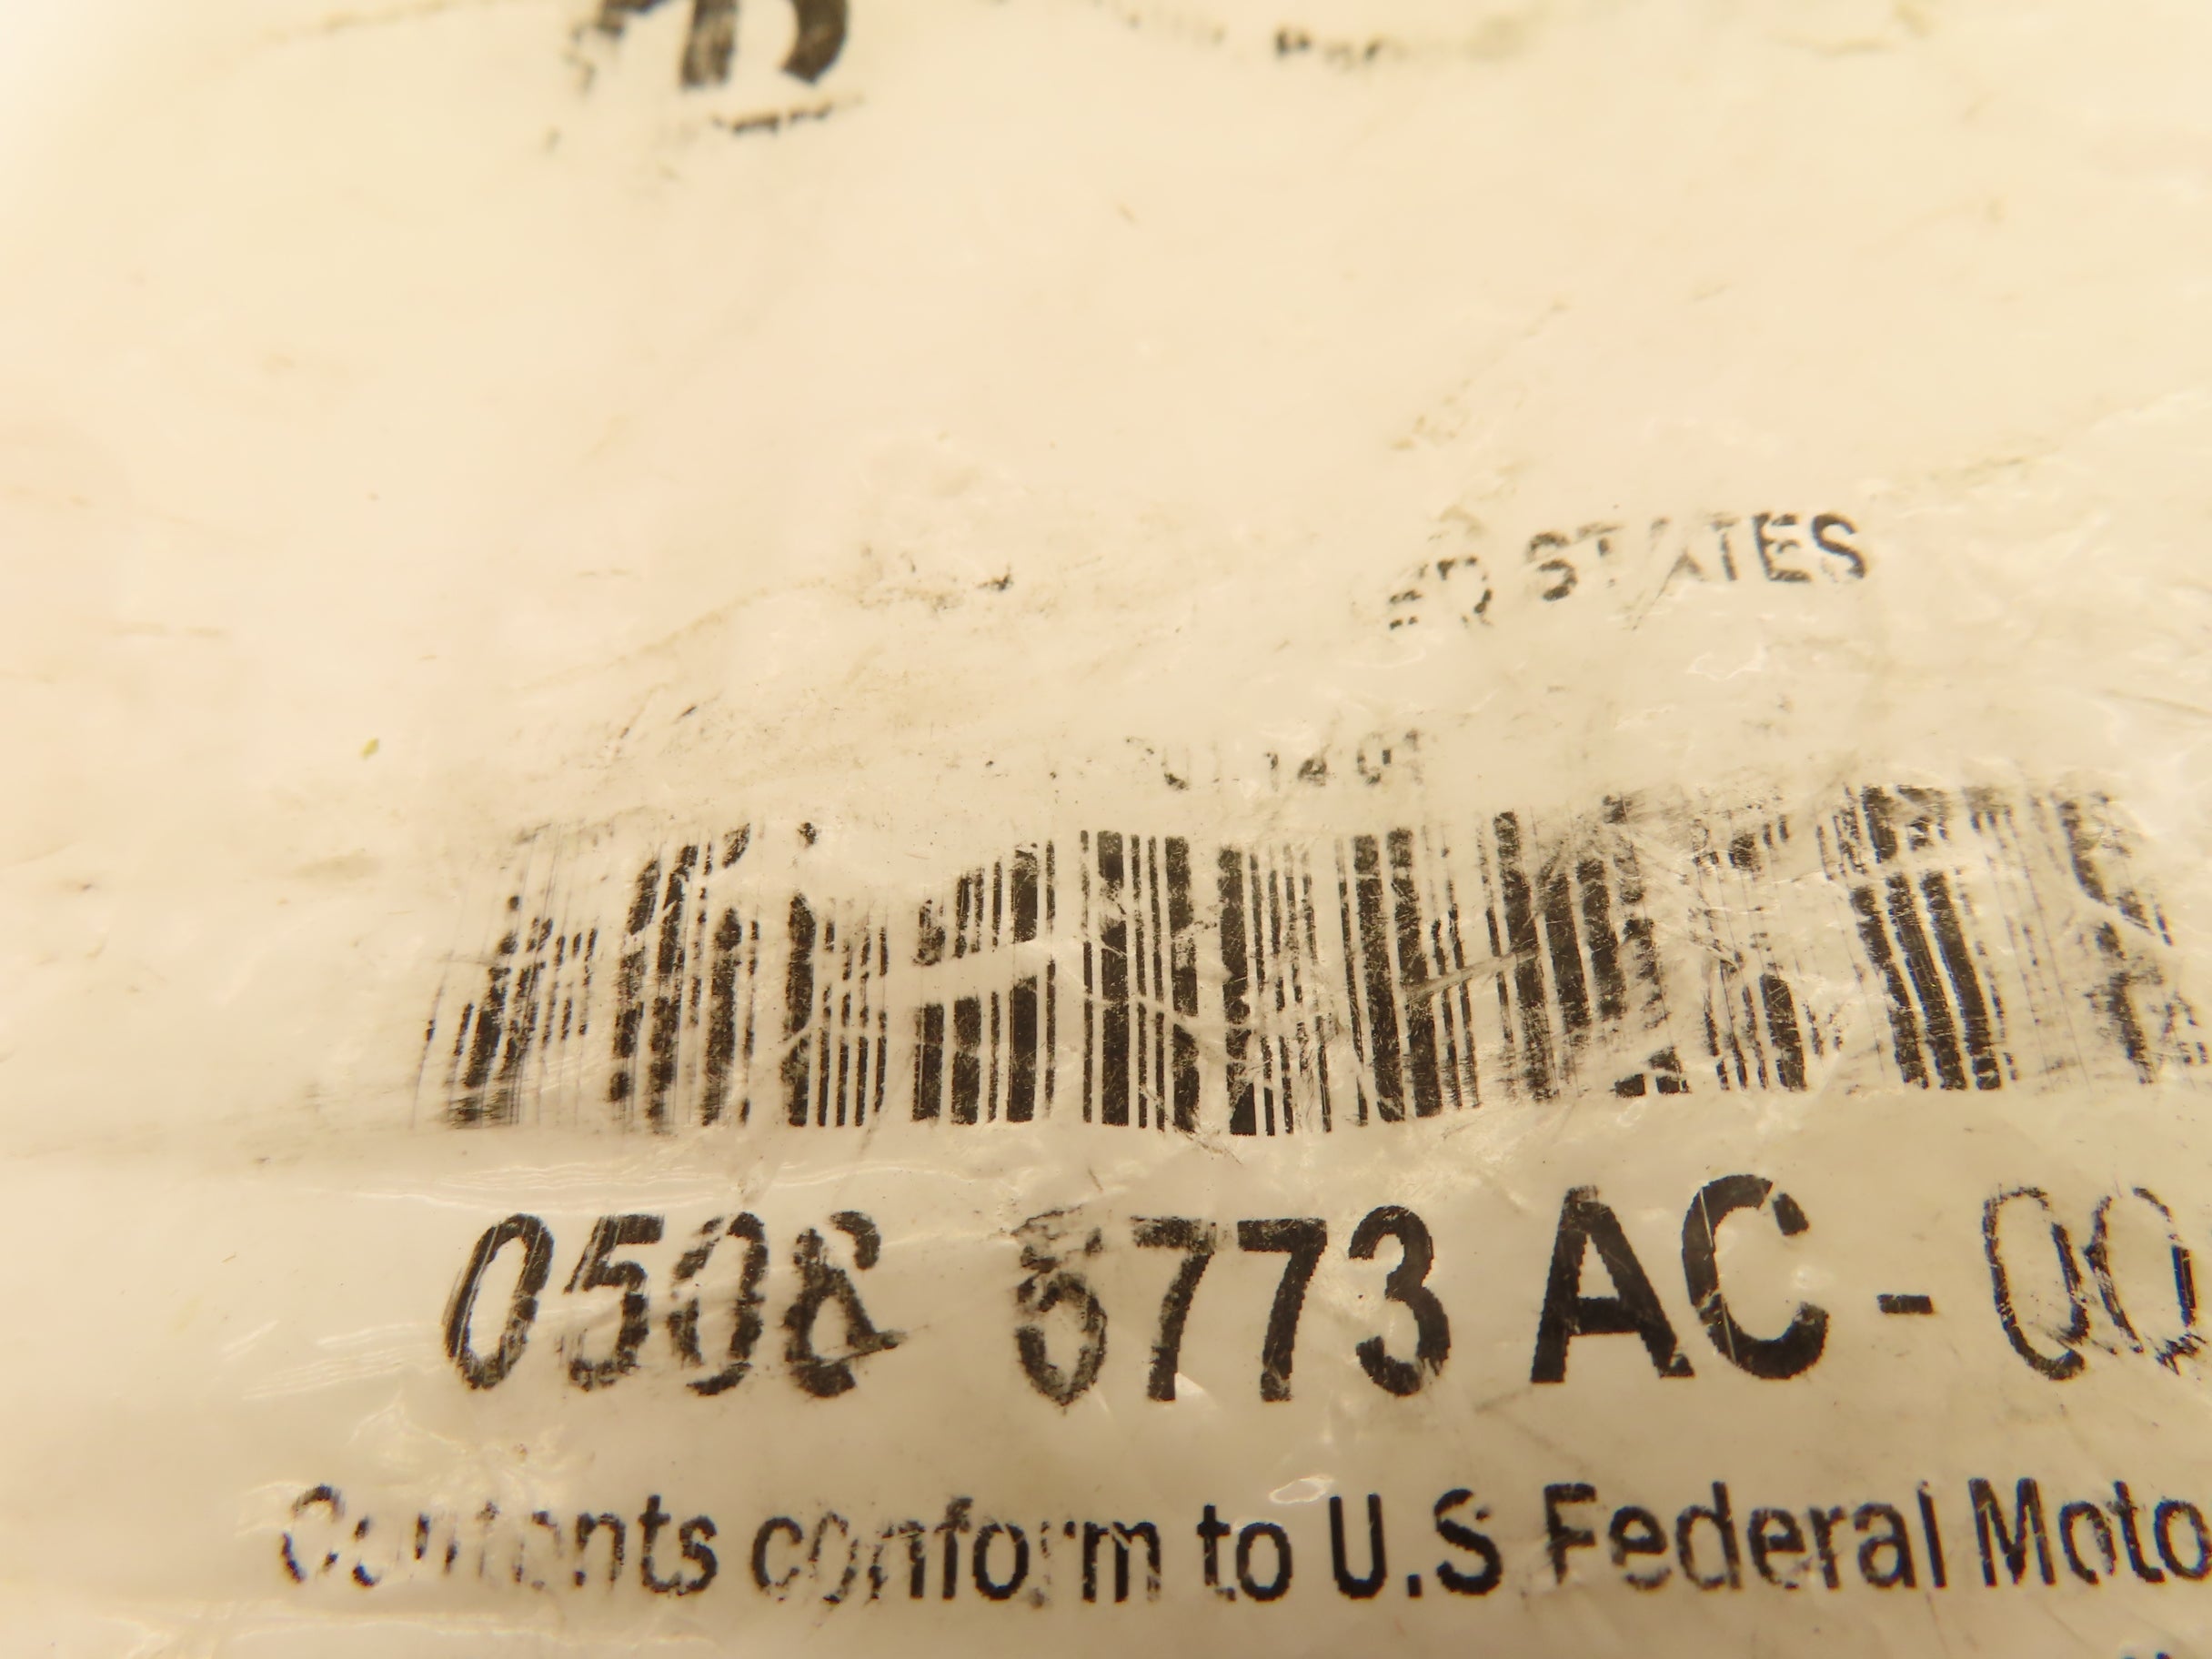 STATES
0508 6773 AC - 00
Contents conform to U.S Federal Moto